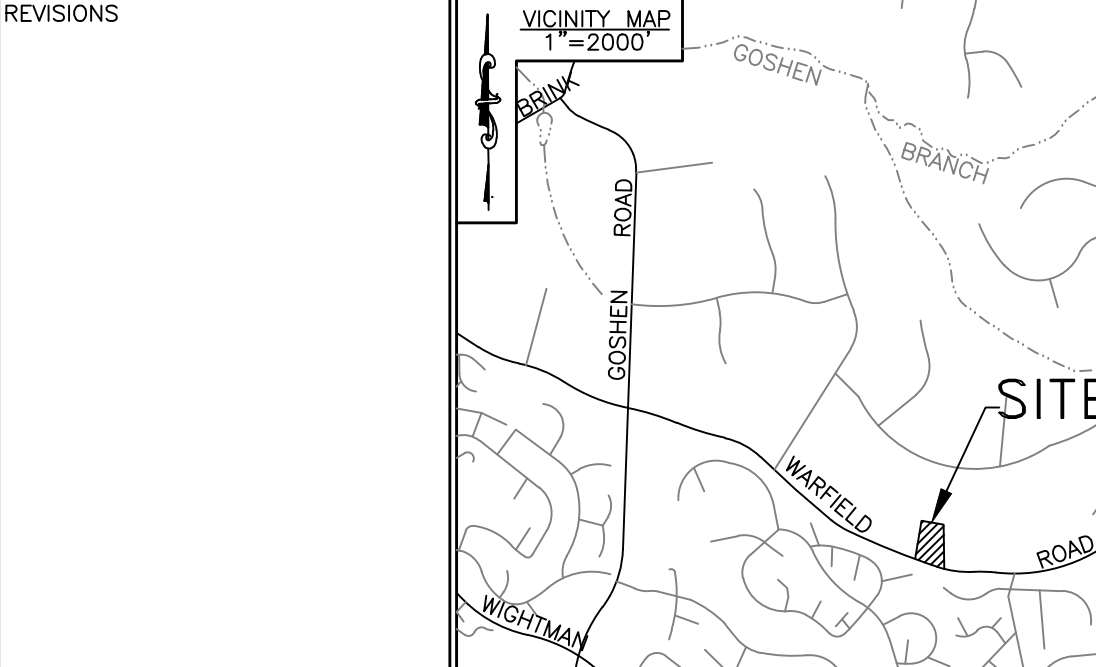 REVISIONS
VICINITY MAP
1"=2000'
GOSHEN
BRINK
BRANCH
ROAD
GOSHEN
SITE
WARFIELD
ROAD
WIGHTMAN